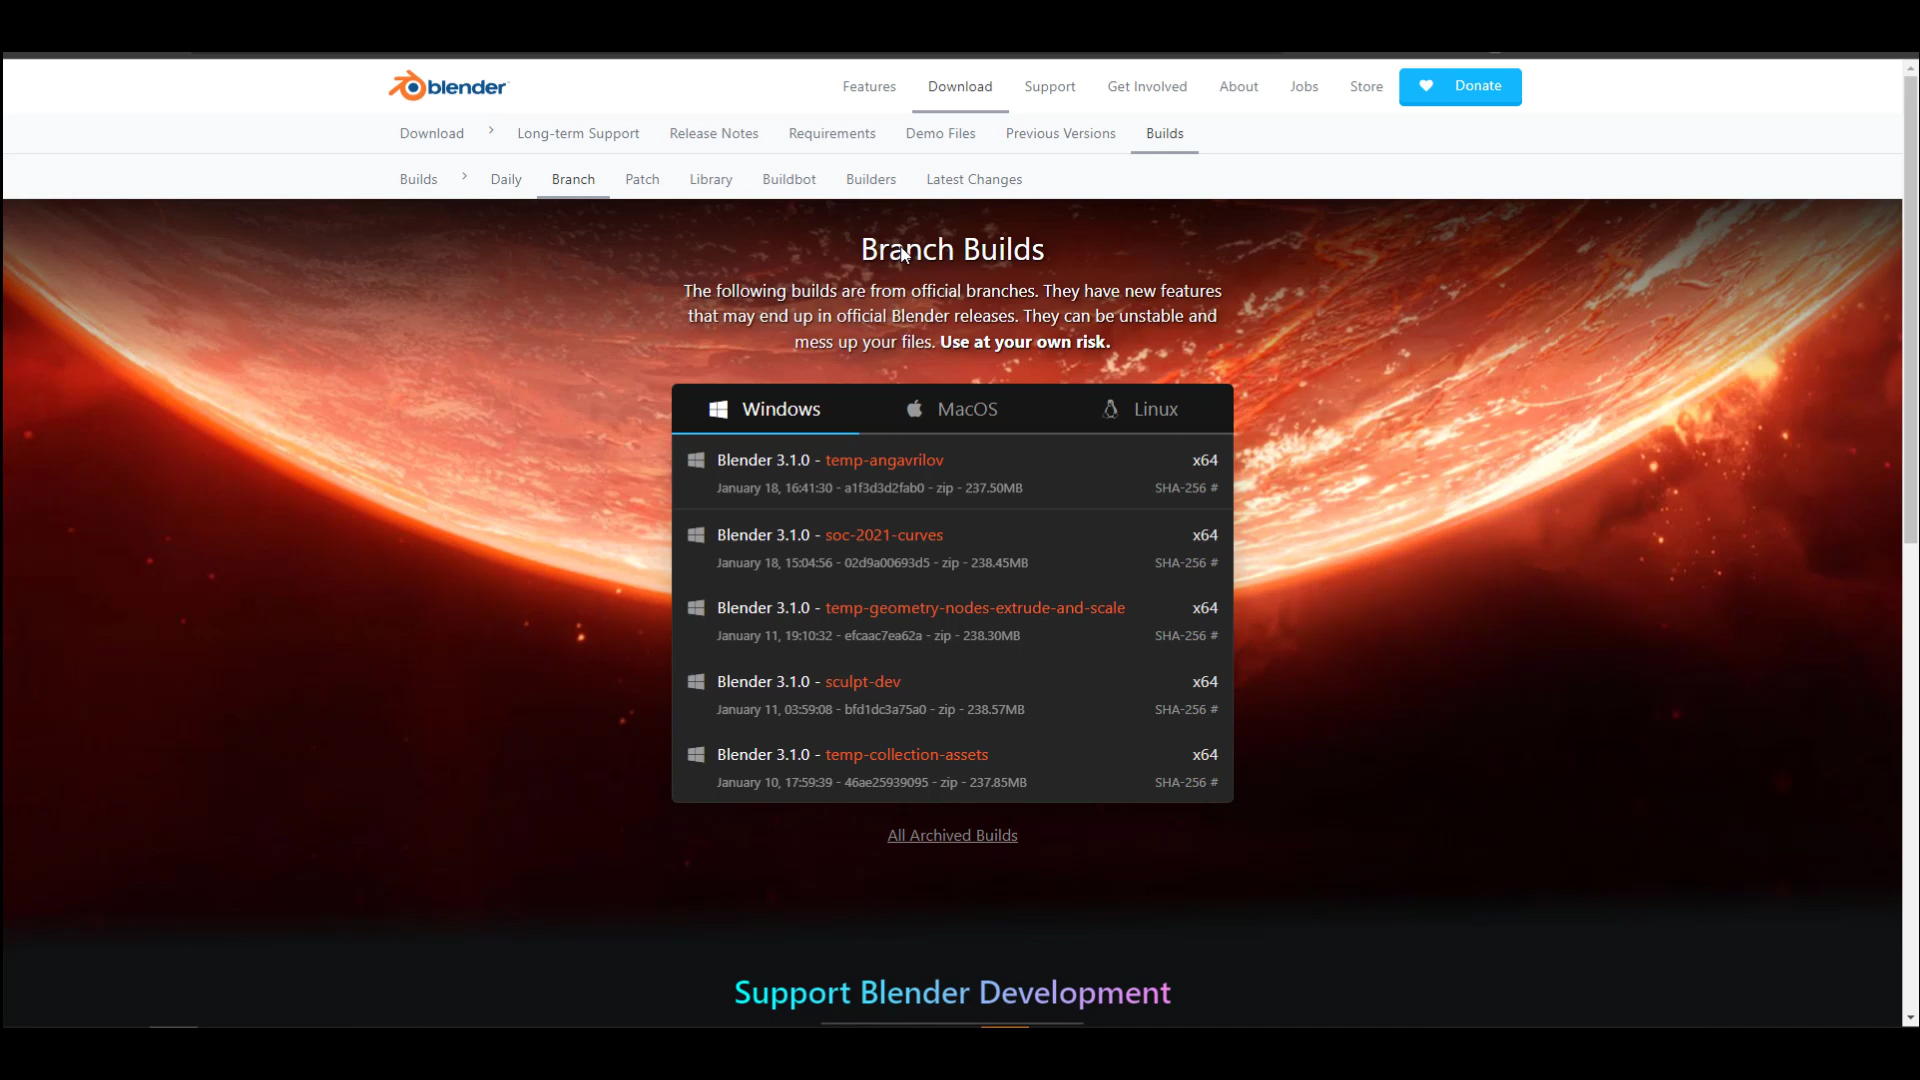 blender
Features Download Support Get Involved About Jobs Store Donate
Download > Long-term Support Release Notes Requirements Demo Files Previous Versions Builds
Builds > Daily Branch Patch Library Buildbot Builders Latest Changes
Branch Builds
The following builds are from official branches. They have new features
that may end up in official Blender releases. They can be unstable and
mess up your files. Use at your own risk.
Windows MacOS Linux
Blender 3.1.0 - temp-angavrilov x64
January 18, 16:41:30 - a1f3d3d2fab0 - zip - 237.50MB SHA-256 #
Blender 3.1.0 - soc-2021-curves x64
January 18, 15:04:56 - 02d9a00693d5 - zip - 238.45MB SHA-256 #
Blender 3.1.0 - temp-geometry-nodes-extrude-and-scale x64
January 11, 19:10:32 - efcaac7ea62a - zip - 238.30MB SHA-256 #
Blender 3.1.0 - sculpt-dev x64
January 11, 03:59:08 - bfd1dc3a75a0 - zip - 238.57MB SHA-256 #
Blender 3.1.0 - temp-collection-assets x64
January 10, 17:59:39 - 46ae25939095 - zip - 237.85MB SHA-256 #
All Archived Builds
Support Blender Development